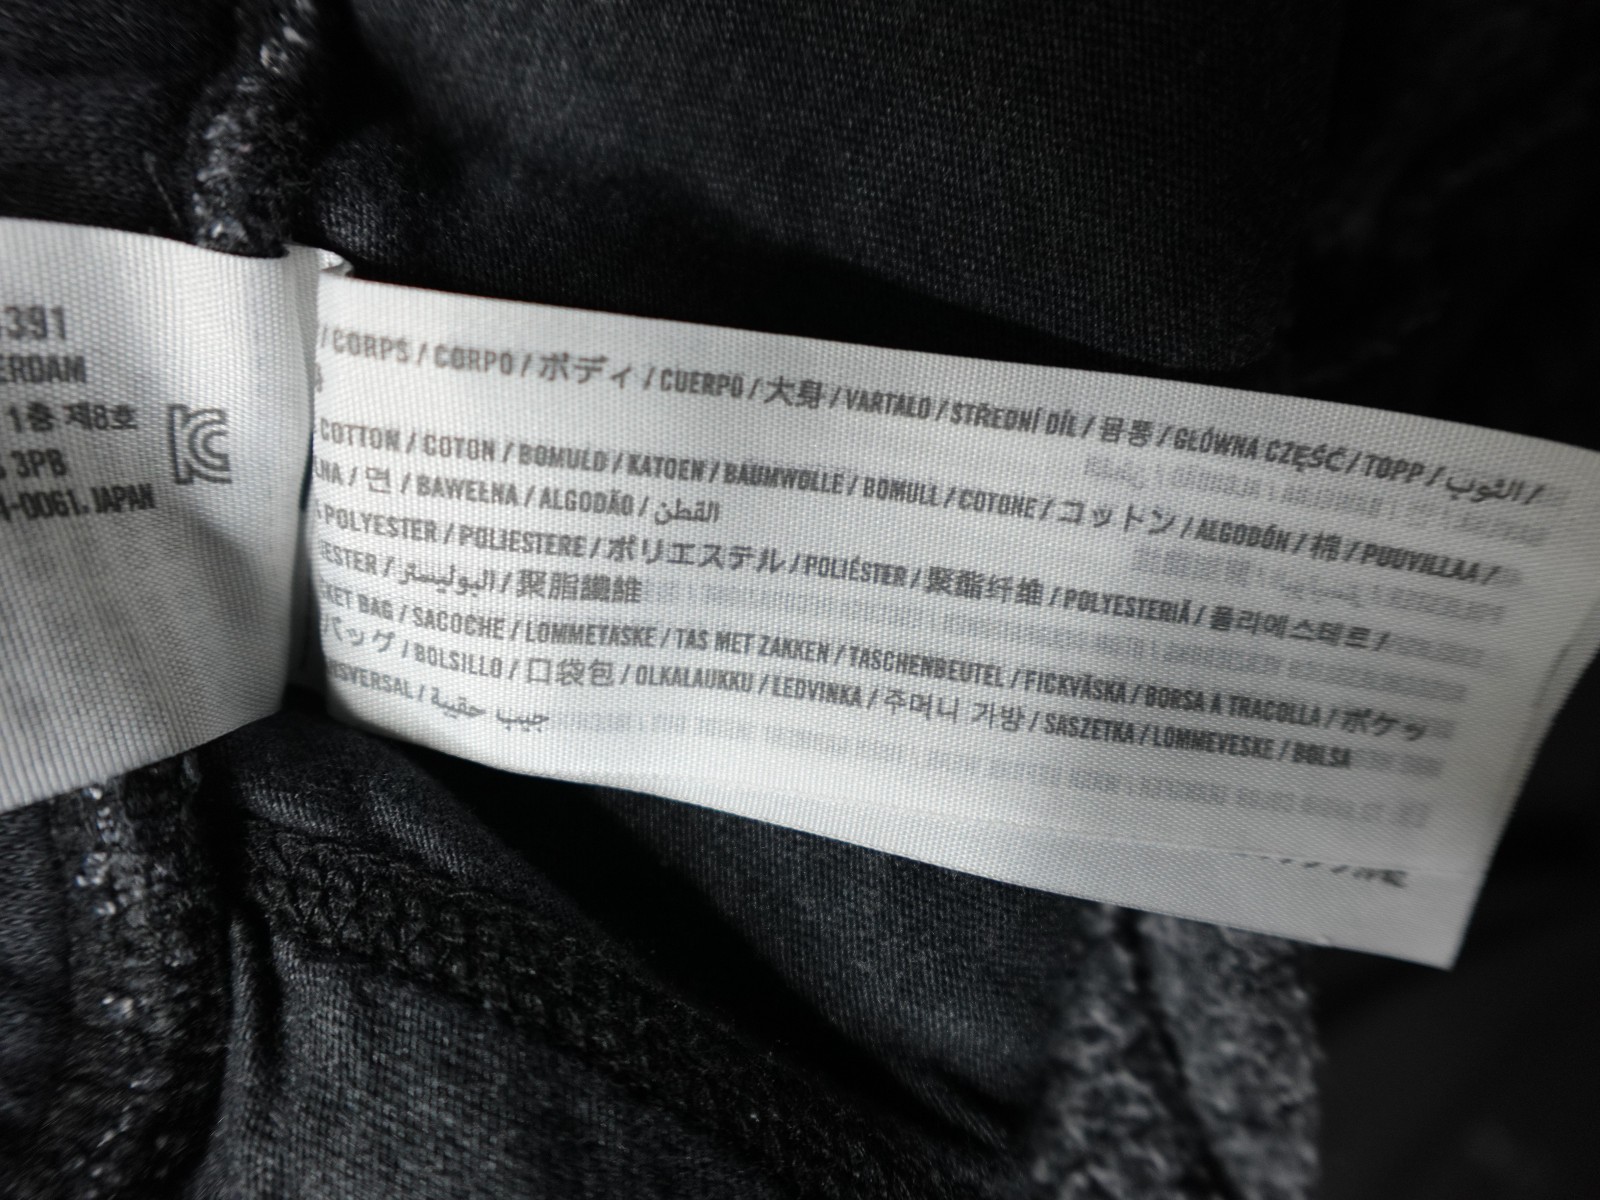 391
ERDAM
1층 제8호
3PB
-0061, JAPAN
/ CORPS / CORPO / ボディ / CUERPO / 大身 / VARTALO / STŘEDNÍ DÍL / 몸통 / GŁÓWNA CZĘŚĆ / TOPP / الثوب /
COTTON / COTON / BOMULD / KATOEN / BAUMWOLLE / BOMULL / COTONE / コットン / ALGODÓN / 棉 / PUUVILLAA /
LNA / 면 / BAWEŁNA / ALGODÃO / القطن
POLYESTER / POLIESTERE / ポリエステル / POLIÉSTER / 聚酯纤维 / POLYESTERIÄ / 폴리에스테르 /
ESTER / البوليستر / 聚脂纖維
KET BAG / SACOCHE / LOMMETASKE / TAS MET ZAKKEN / TASCHENBEUTEL / FICKVÄSKA / BORSA A TRACOLLA / ポケッ
バッグ / BOLSILLO / 口袋包 / OLKALAUKKU / LEDVINKA / 주머니 가방 / SASZETKA / LOMMEVESKE / BOLSA
NSVERSAL / جيب حقيبة